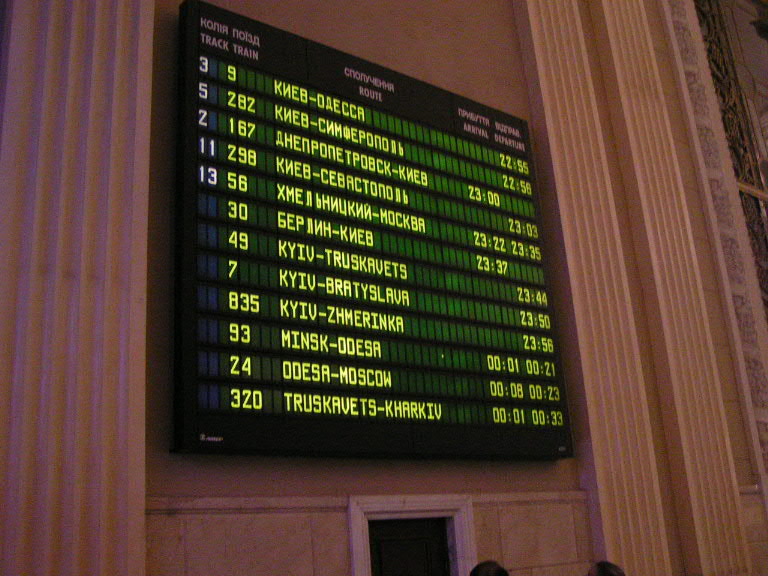 КОЛІЯ ПОЇЗД
TRACK TRAIN
СПОЛУЧЕННЯ
ROUTE
ПРИБУТТЯ ВІДПРАВ.
ARRIVAL DEPARTURE
3 9 КИЕВ-ОДЕССА 22:55
5 282 КИЕВ-СИМФЕРОПОЛЬ 22:56
2 167 ДНЕПРОПЕТРОВСК-КИЕВ 23:00
11 298 КИЕВ-СЕВАСТОПОЛЬ 23:03
13 56 ХМЕЛЬНИЦКИЙ-МОСКВА 23:22 23:35
30 БЕРЛИН-КИЕВ 23:37
49 KYIV-TRUSKAVETS 23:44
7 KYIV-BRATYSLAVA 23:50
835 KYIV-ZHMERINKA 23:56
93 MINSK-ODESA 00:01 00:21
24 ODESA-MOSCOW 00:08 00:23
320 TRUSKAVETS-KHARKIV 00:01 00:33